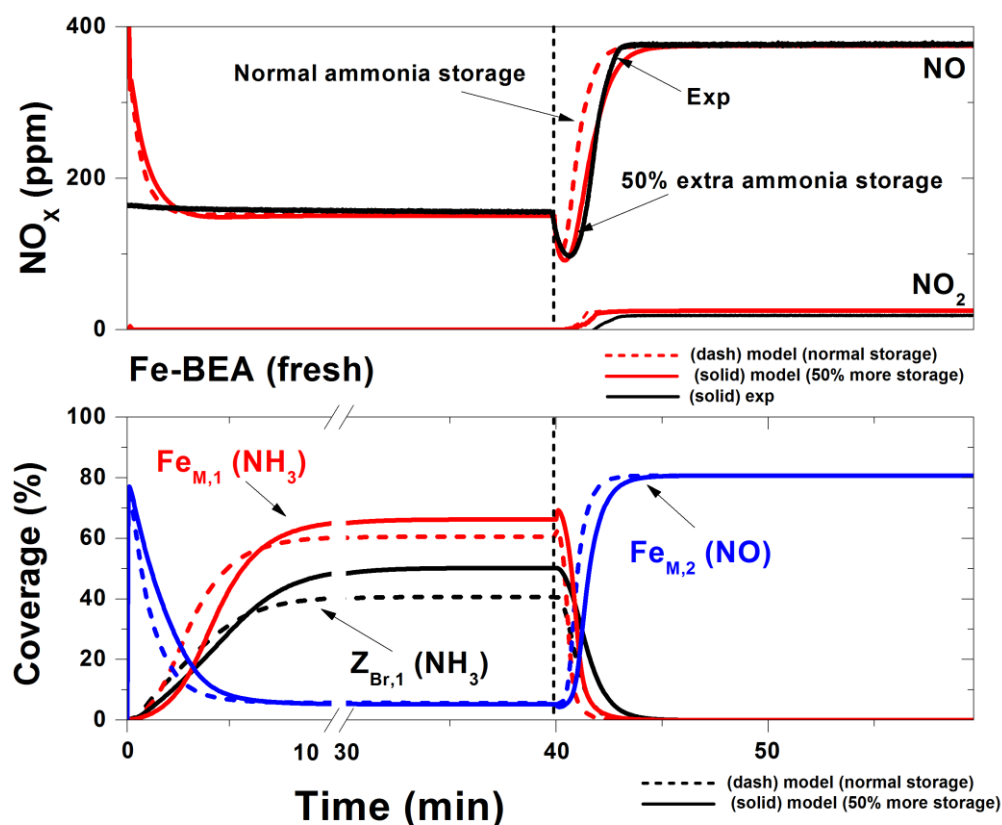 400
200
0
NOX (ppm)
Normal ammonia storage
NO
Exp
50% extra ammonia storage
NO2
Fe-BEA (fresh)
(dash) model (normal storage)
(solid) model (50% more storage)
(solid) exp
100
80
60
40
20
0
Coverage (%)
FeM,1 (NH3)
FeM,2 (NO)
ZBr,1 (NH3)
0 10 30 40 50
Time (min)
(dash) model (normal storage)
(solid) model (50% more storage)